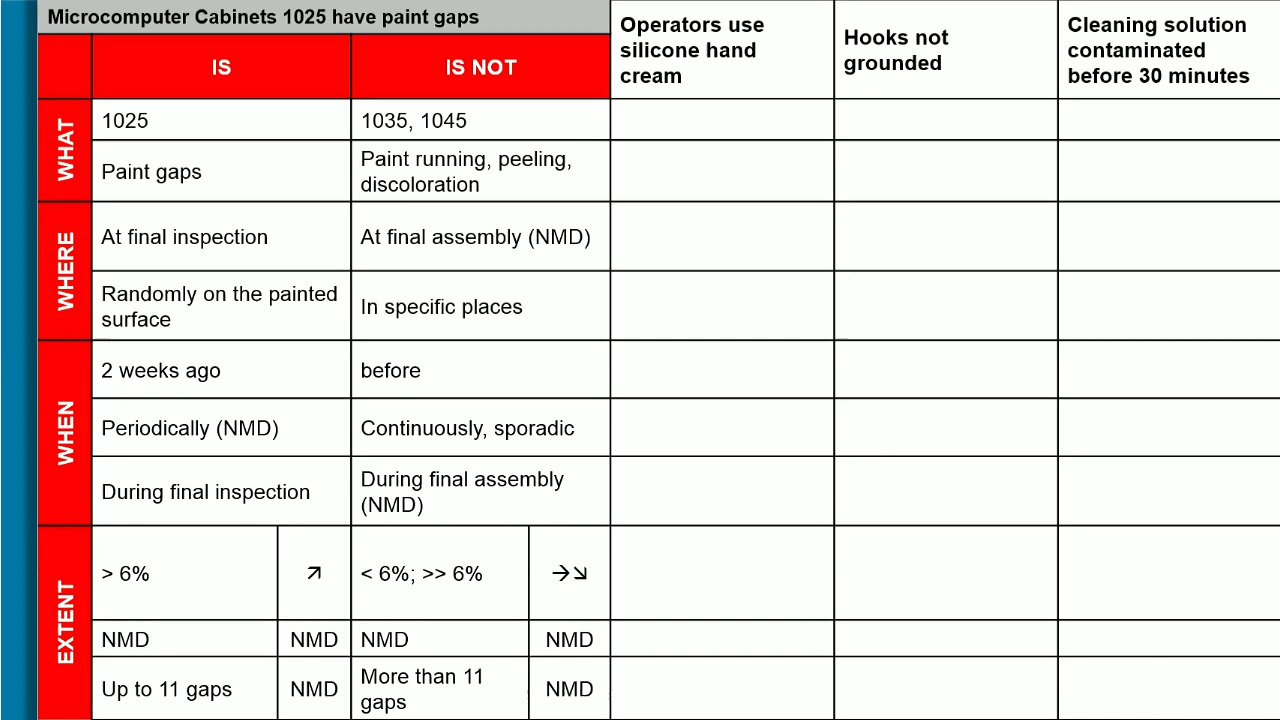 Microcomputer Cabinets 1025 have paint gaps
Operators use
silicone hand
cream
Hooks not
grounded
Cleaning solution
contaminated
before 30 minutes
IS
IS NOT
WHAT
1025
1035, 1045
Paint gaps
Paint running, peeling,
discoloration
WHERE
At final inspection
At final assembly (NMD)
Randomly on the painted
surface
In specific places
WHEN
2 weeks ago
before
Periodically (NMD)
Continuously, sporadic
During final inspection
During final assembly
(NMD)
EXTENT
> 6%
↗
< 6%; >> 6%
→↘
NMD
NMD
NMD
NMD
Up to 11 gaps
NMD
More than 11
gaps
NMD